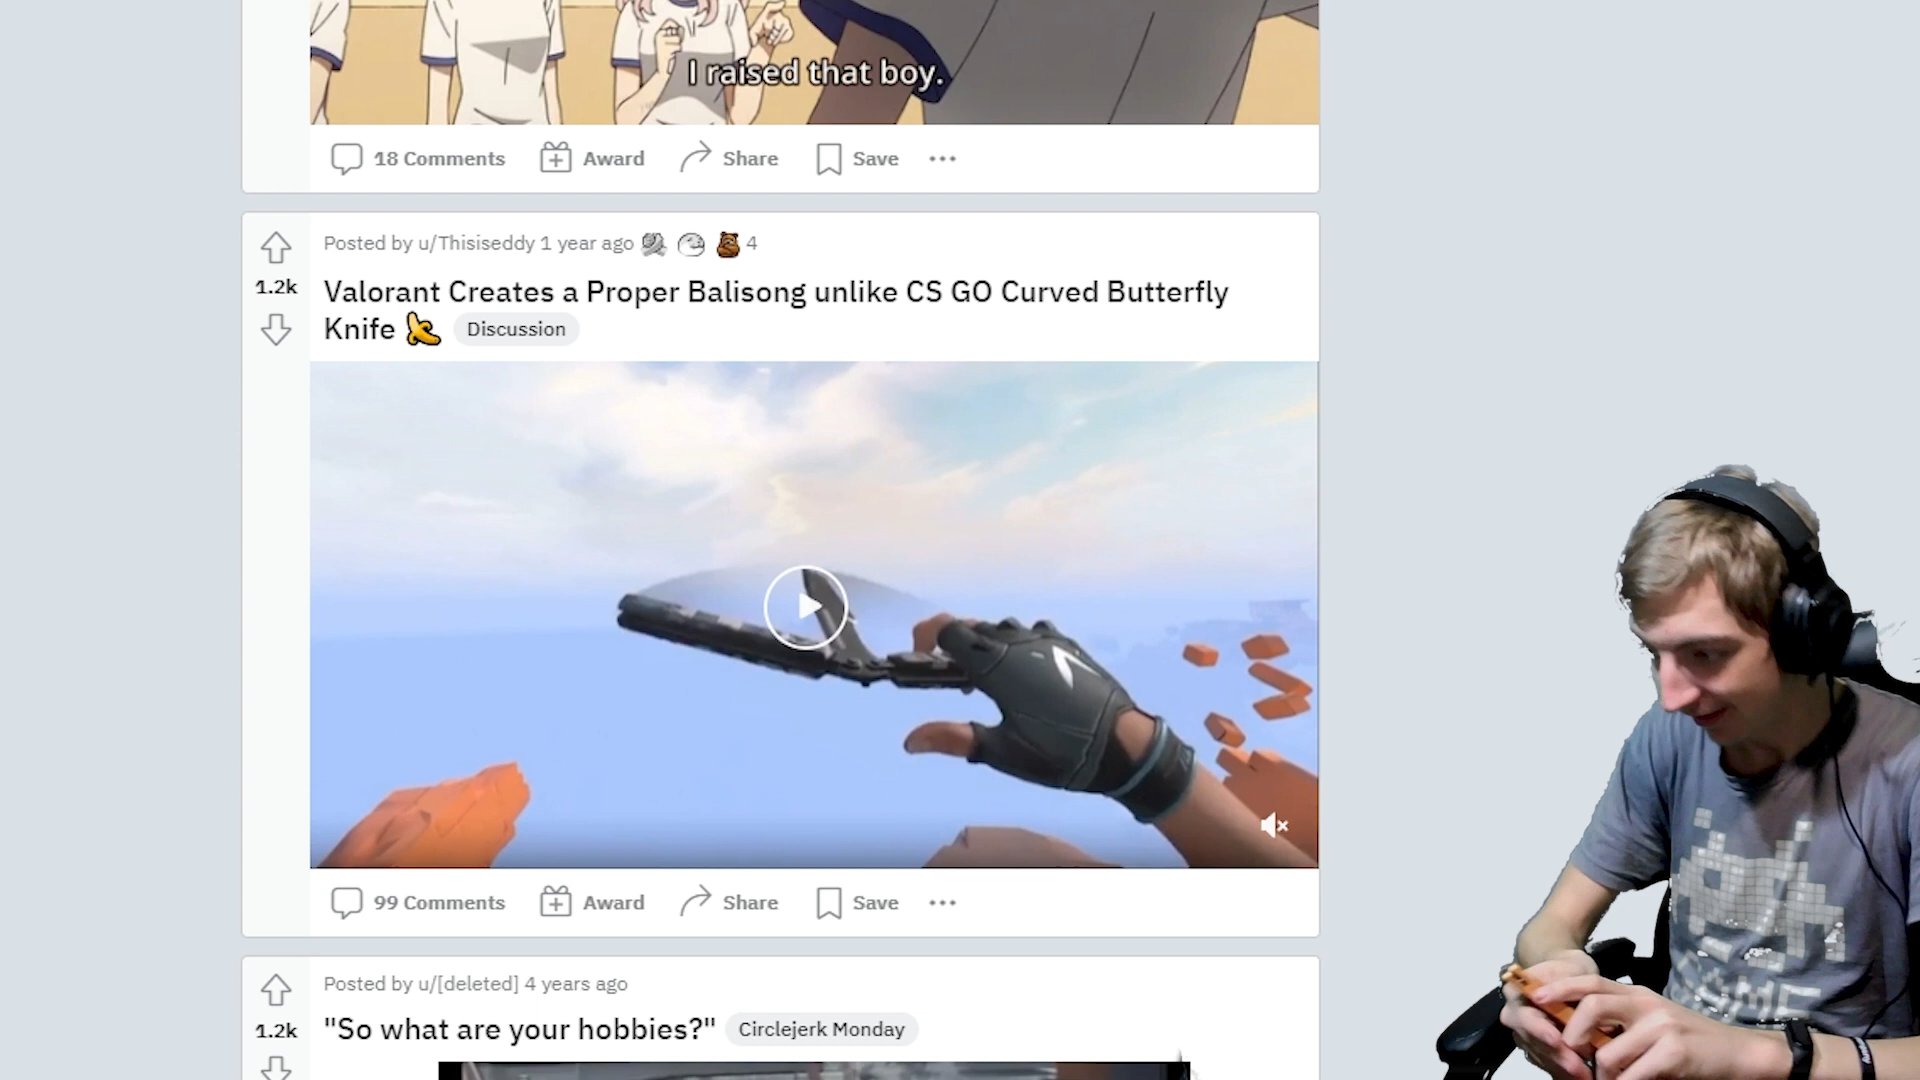 I raised that boy.
18 Comments Award Share Save
Posted by u/Thisiseddy 1 year ago 4
1.2k
Valorant Creates a Proper Balisong unlike CS GO Curved Butterfly
Knife 🍌 Discussion
99 Comments Award Share Save
Posted by u/[deleted] 4 years ago
1.2k
"So what are your hobbies?" Circlejerk Monday